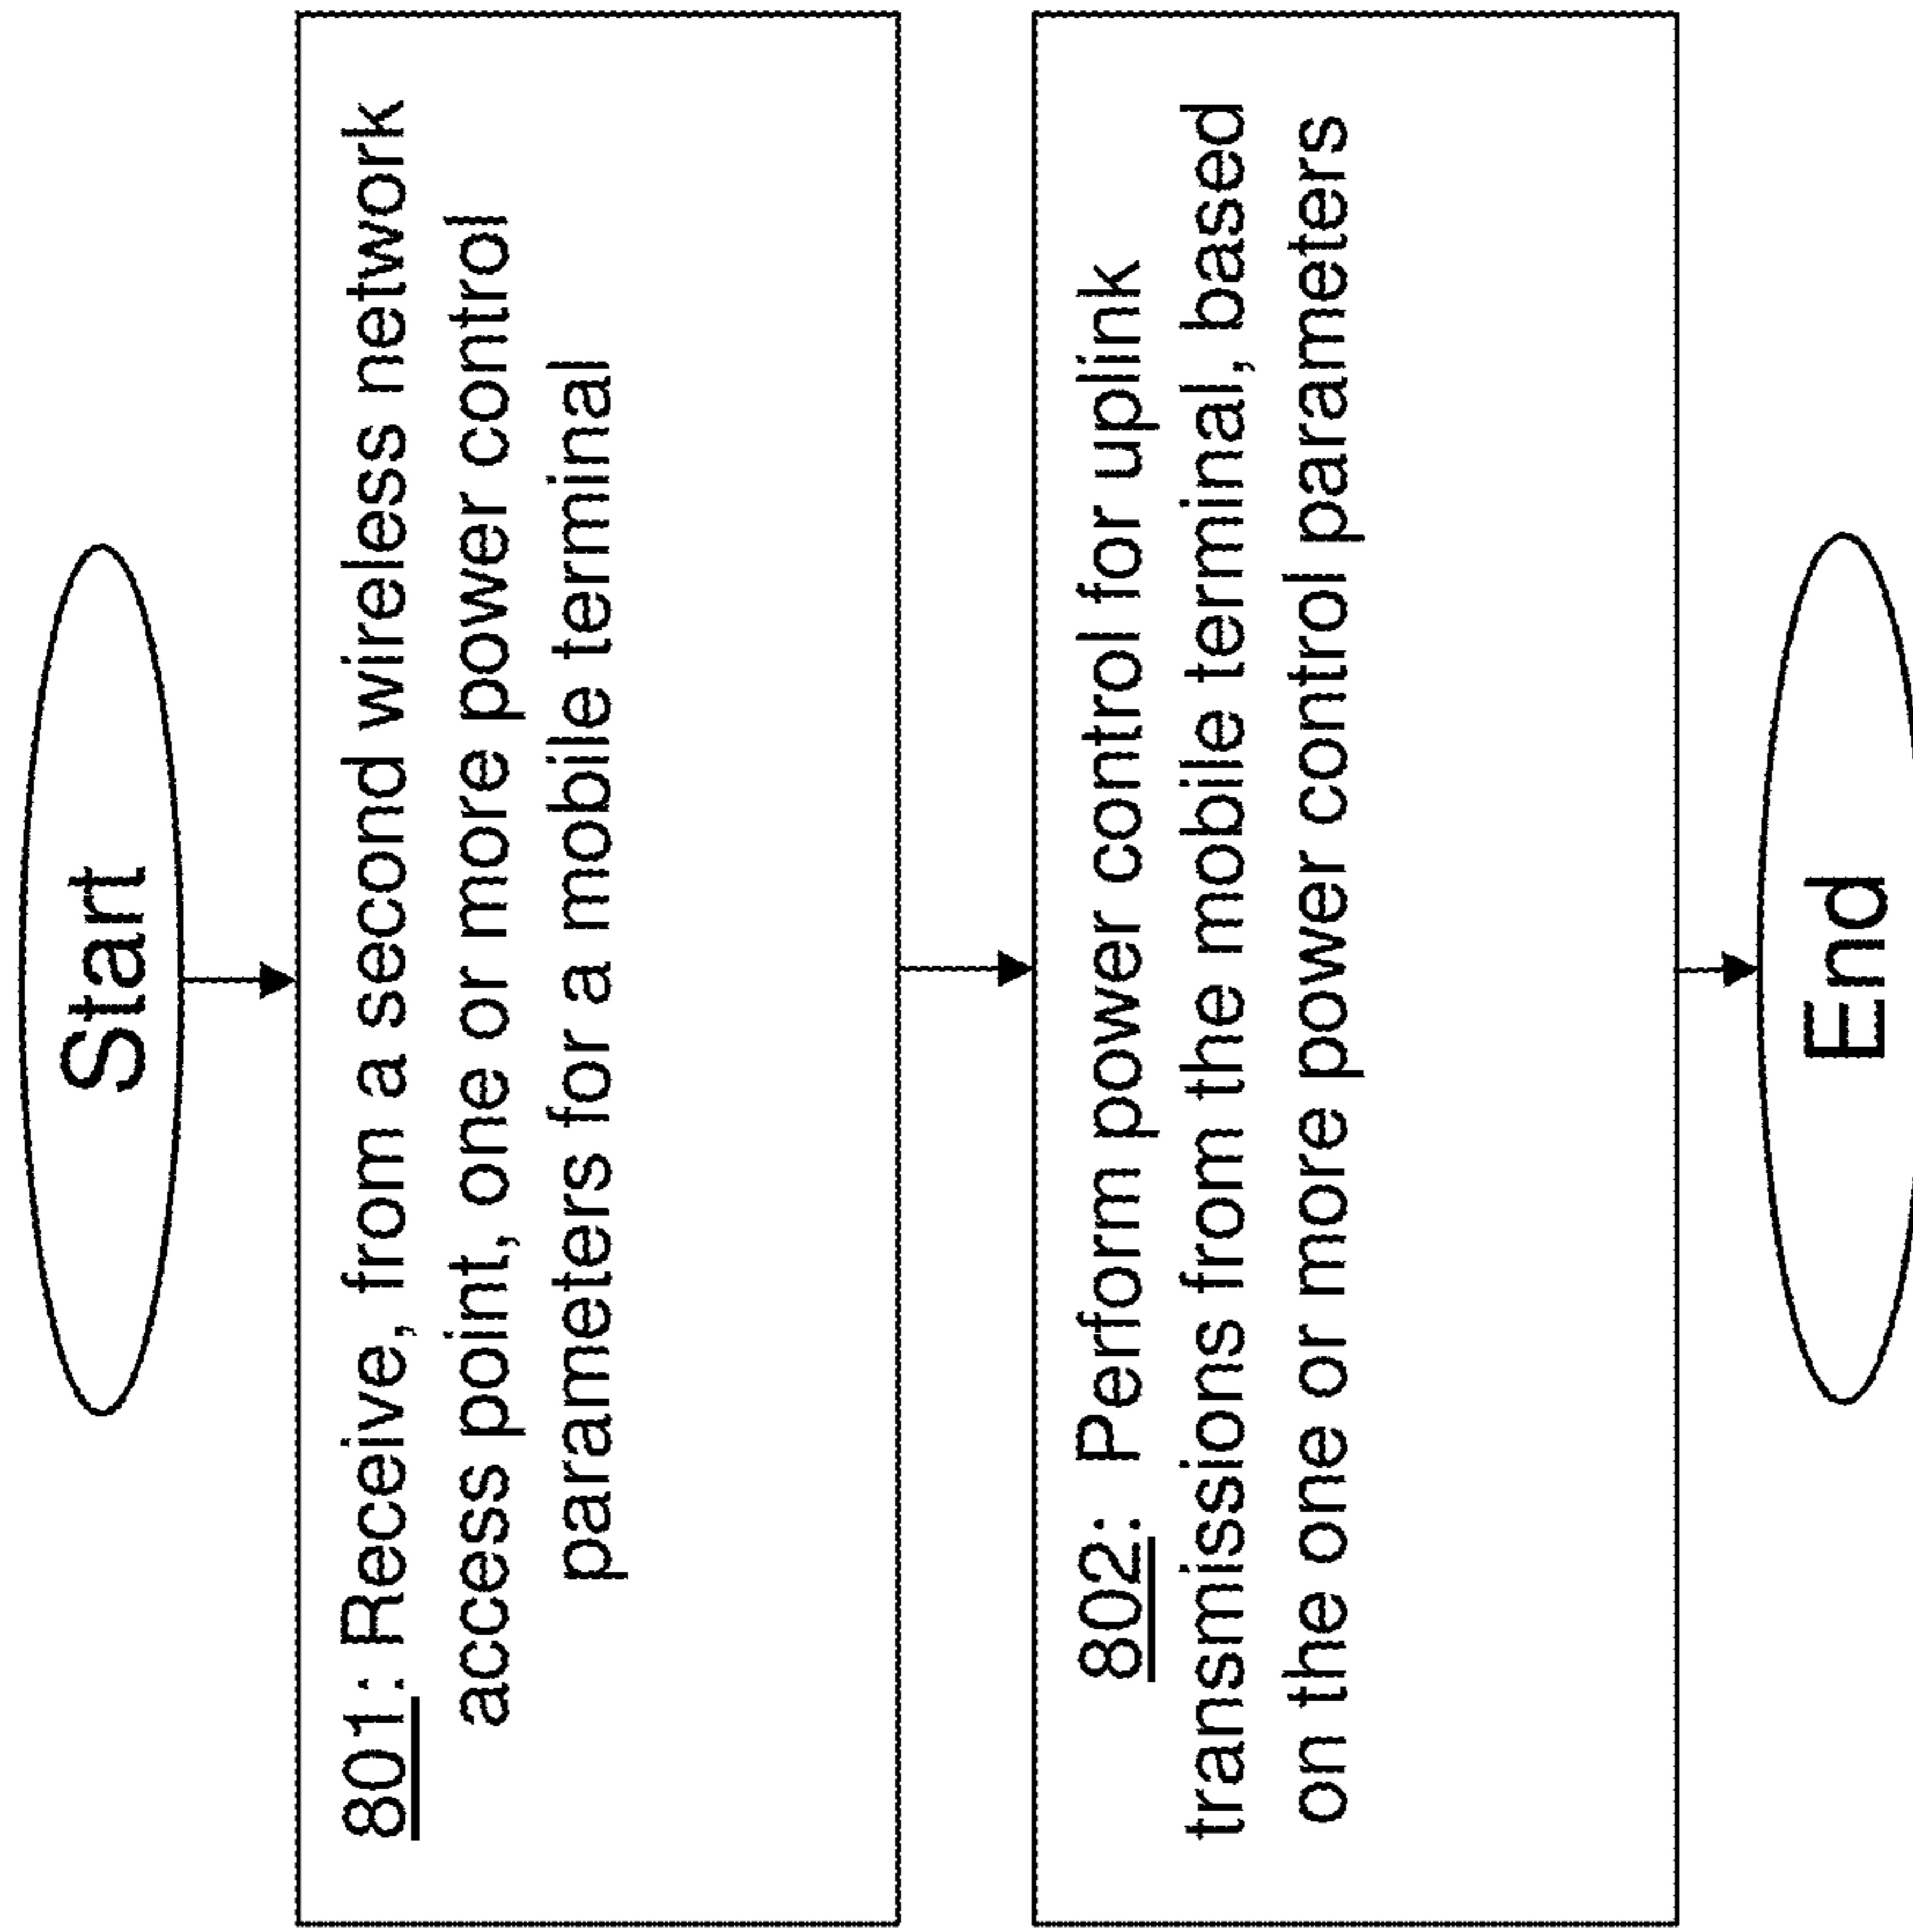 Start
801: Receive, from a second wireless network
access point, one or more power control
parameters for a mobile terminal
802: Perform power control for uplink
transmissions from the mobile terminal, based
on the one or more power control parameters
End